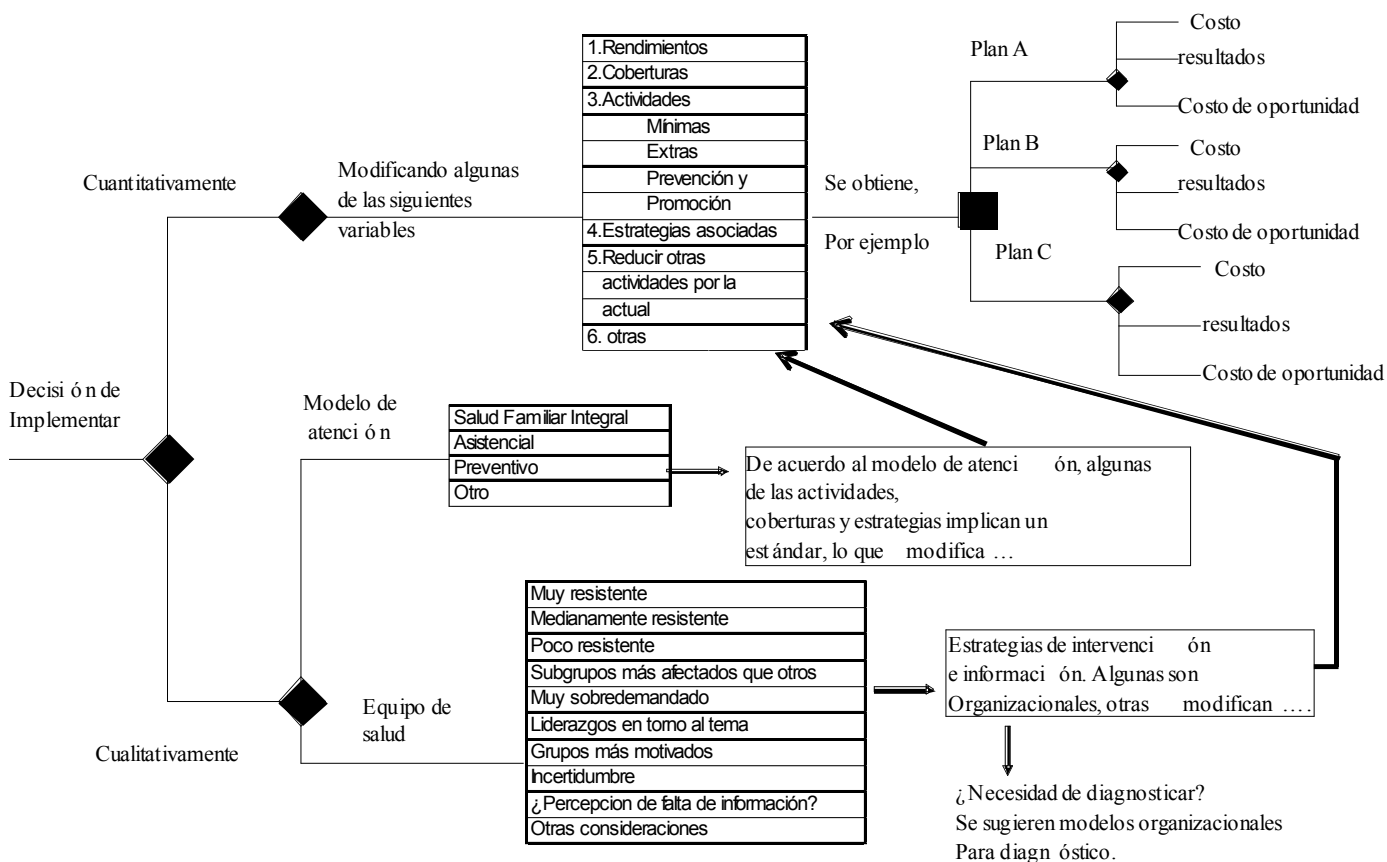 Costo
Plan A
resultados
Costo de oportunidad
Plan B
Costo
resultados
Costo de oportunidad
Plan C
Costo
resultados
Costo de oportunidad
1.Rendimientos
2.Coberturas
3.Actividades
Mínimas
Extras
Prevención y
Promoción
4.Estrategias asociadas
5.Reducir otras
actividades por la
actual
6. otras
Se obtiene,
Por ejemplo
Cuantitativamente
Modificando algunas
de las siguientes
variables
Decisión de
Implementar
Modelo de
atención
Salud Familiar Integral
Asistencial
Preventivo
Otro
De acuerdo al modelo de atención, algunas
de las actividades,
coberturas y estrategias implican un
estándar, lo que modifica …
Cualitativamente
Equipo de
salud
Muy resistente
Medianamente resistente
Poco resistente
Subgrupos más afectados que otros
Muy sobredemandado
Liderazgos en torno al tema
Grupos más motivados
Incertidumbre
¿Percepcion de falta de información?
Otras consideraciones
Estrategias de intervención
e información. Algunas son
Organizacionales, otras modifican ….
¿Necesidad de diagnosticar?
Se sugieren modelos organizacionales
Para diagnóstico.